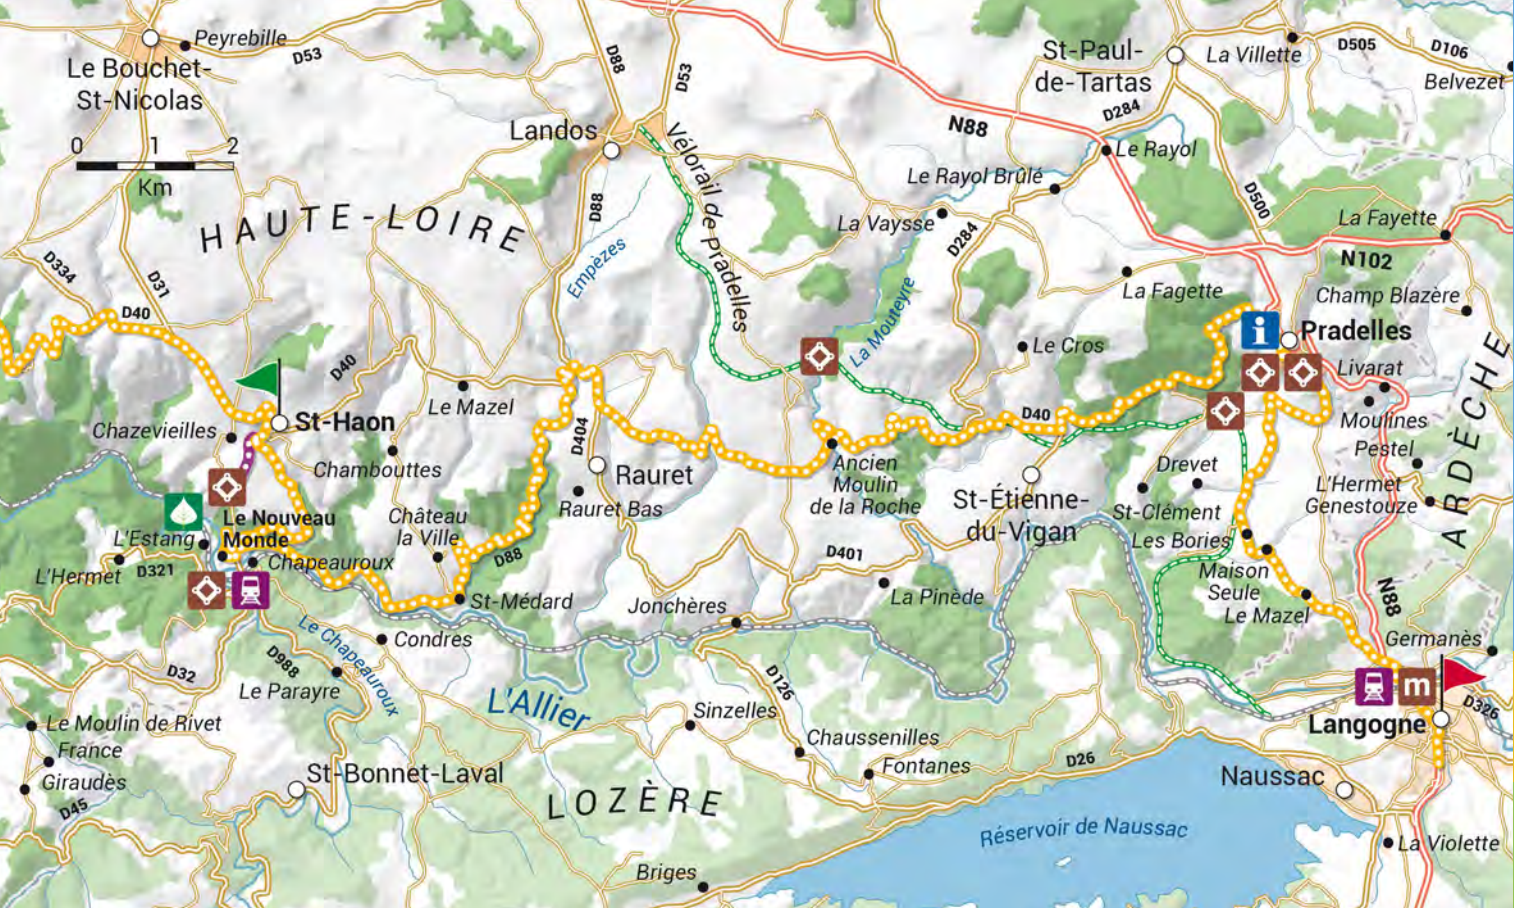 Peyrebille
D53
Le Bouchet-
St-Nicolas
0 1 2
Km
D88
D53
Landos
Vélorail de Pradelles
N88
St-Paul-
de-Tartas
La Villette
D505
D106
Belvezet
D284
Le Rayol
Le Rayol Brûlé
La Vaysse
D284
D500
La Fayette
N102
HAUTE-LOIRE
D88
Empèzes
La Mouteyre
D334
D31
D40
La Fagette
Champ Blazère
i
Pradelles
Le Cros
Livarat
Moulines
Pestel
ARDÈCHE
D40
Le Mazel
St-Haon
Chazevieilles
Chambouttes
D404
Rauret
Rauret Bas
D40
Ancien
Moulin
de la Roche
St-Étienne-
du-Vigan
Drevet
St-Clément
L'Hermet
Genestouze
Les Bories
Château
la Ville
Le Nouveau
Monde
L'Estang
Chapeauroux
L'Hermet
D321
D88
St-Médard
D401
La Pinède
Maison
Seule
Le Mazel
N88
Jonchères
Germanès
Condres
Le Chapeauroux
D988
D32
Le Parayre
L'Allier
D126
Sinzelles
Chaussenilles
Fontanes
D26
m
D326
Langogne
Le Moulin de Rivet
France
Giraudès
D45
St-Bonnet-Laval
LOZÈRE
Naussac
Réservoir de Naussac
La Violette
Briges